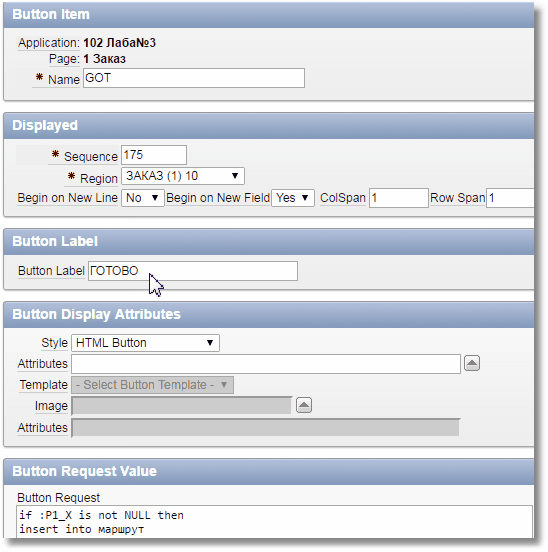 Button Item
Application: 102 Лаба№3
Page: 1 Заказ
* Name GOT
Displayed
* Sequence 175
* Region ЗАКАЗ (1) 10
Begin on New Line No Begin on New Field Yes ColSpan 1 Row Span 1
Button Label
Button Label ГОТОВО
Button Display Attributes
Style HTML Button
Attributes
Template - Select Button Template -
Image
Attributes
Button Request Value
Button Request
if :P1_X is not NULL then
insert into маршрут